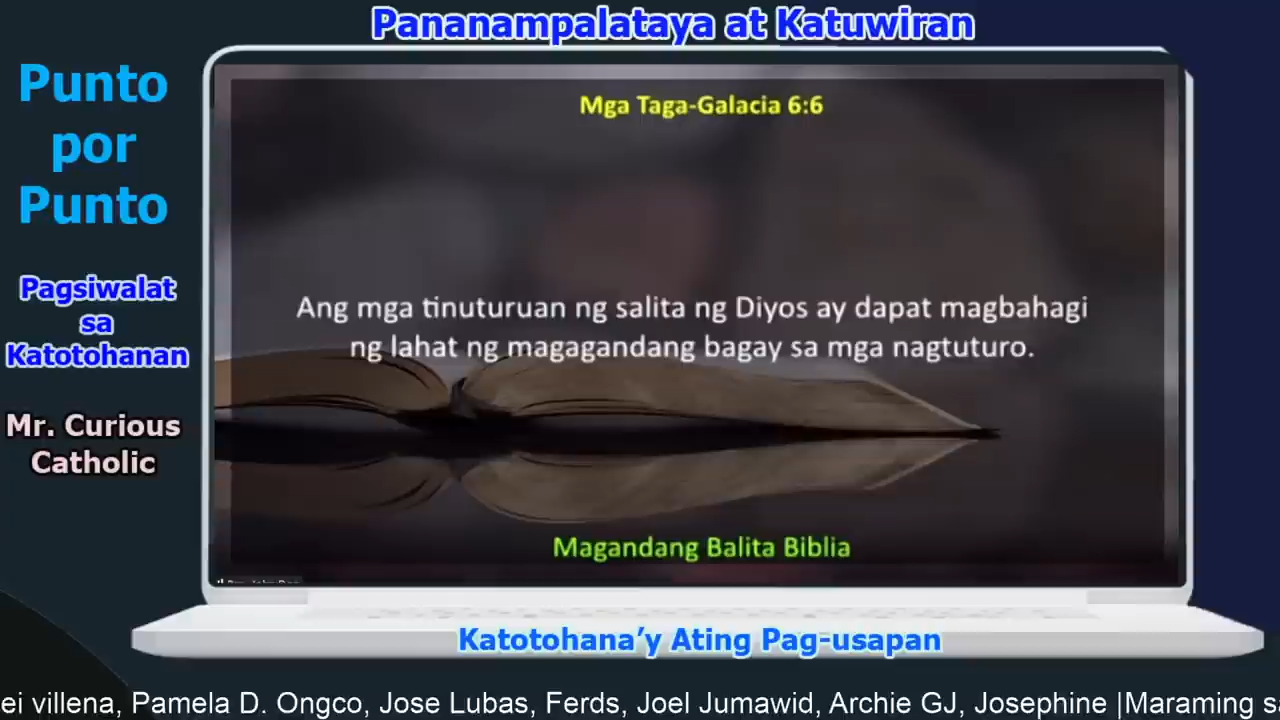 Pananampalataya at Katuwiran
Punto
por
Punto
Pagsiwalat
sa
Katotohanan
Mr. Curious
Catholic
Mga Taga-Galacia 6:6
Ang mga tinuturuan ng salita ng Diyos ay dapat magbahagi
ng lahat ng magagandang bagay sa mga nagtuturo.
Magandang Balita Biblia
Katotohana’y Ating Pag-usapan
ei villena, Pamela D. Ongco, Jose Lubas, Ferds, Joel Jumawid, Archie GJ, Josephine |Maraming sa